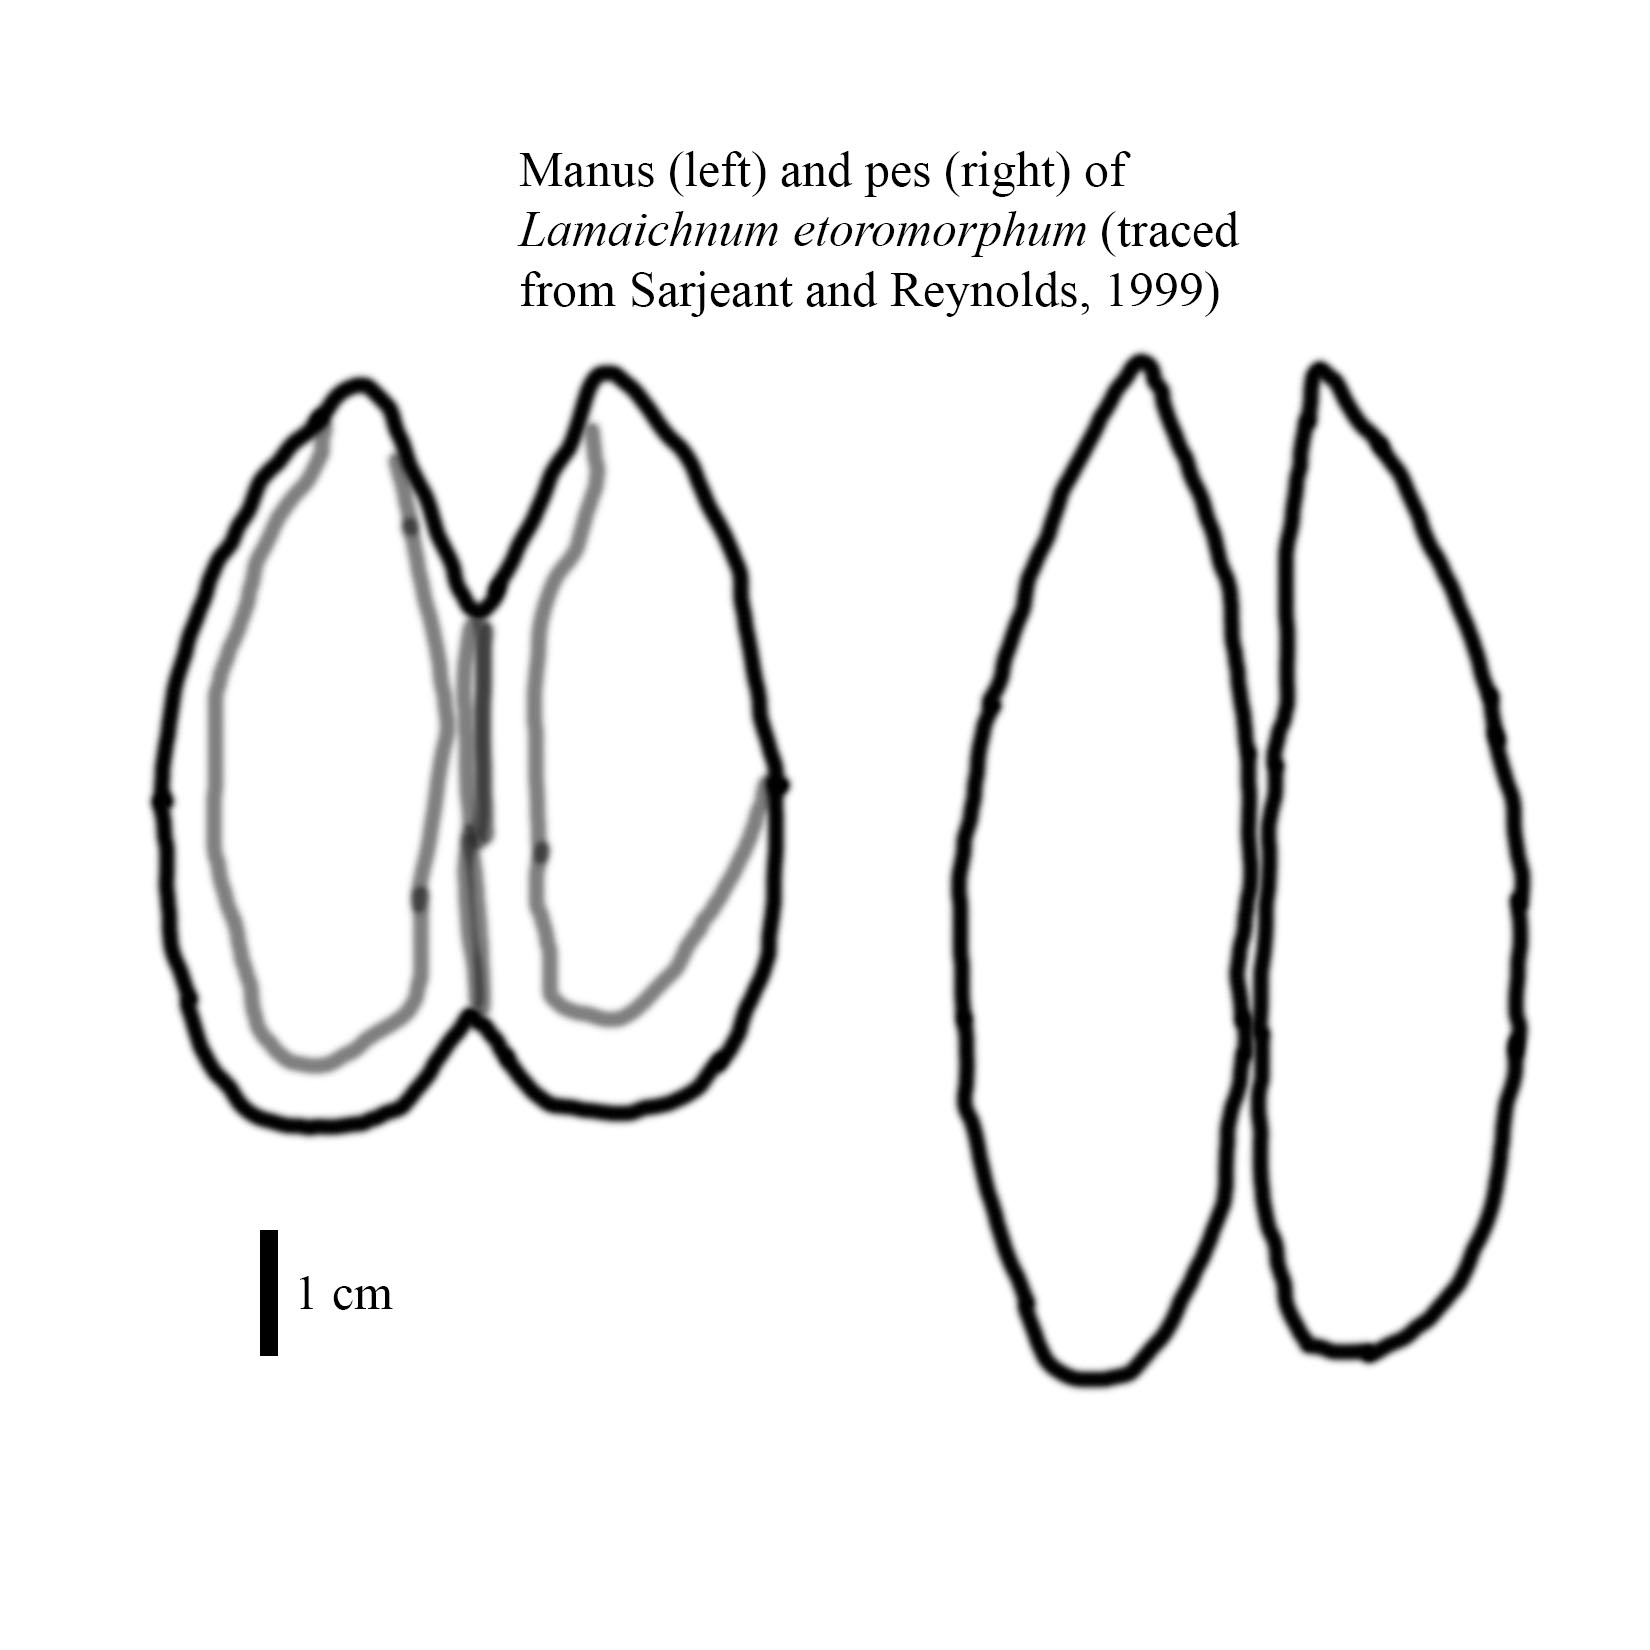 Manus (left) and pes (right) of
Lamaichnum etoromorphum (traced
from Sarjeant and Reynolds, 1999)
1 cm